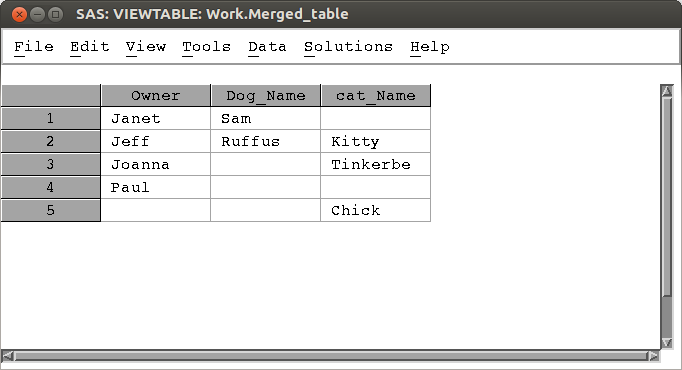 SAS: VIEWTABLE: Work.Merged_table
File Edit View Tools Data Solutions Help
Owner Dog_Name cat_Name
1 Janet Sam
2 Jeff Ruffus Kitty
3 Joanna Tinkerbe
4 Paul
5 Chick